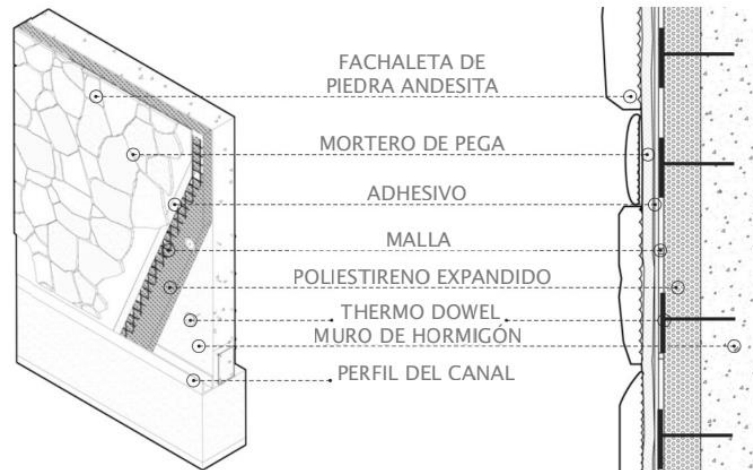 FACHALETA DE
PIEDRA ANDESITA
MORTERO DE PEGA
ADHESIVO
MALLA
POLIESTIRENO EXPANDIDO
THERMO DOWEL
MURO DE HORMIGÓN
PERFIL DEL CANAL